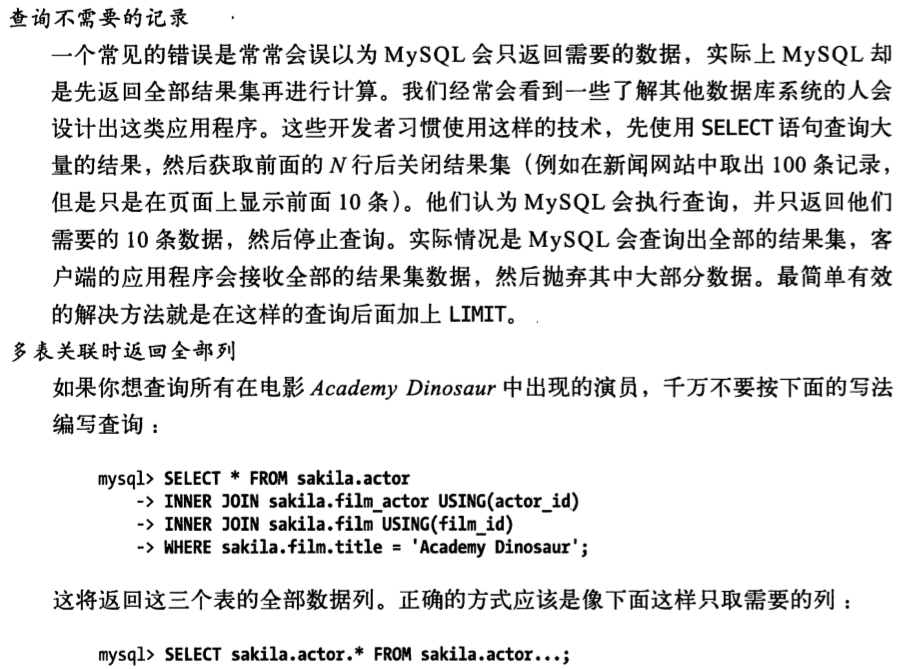 查询不需要的记录
一个常见的错误是常常会误以为 MySQL 会只返回需要的数据，实际上 MySQL 却
是先返回全部结果集再进行计算。我们经常会看到一些了解其他数据库系统的人会
设计出这类应用程序。这些开发者习惯使用这样的技术，先使用 SELECT 语句查询大
量的结果，然后获取前面的 N 行后关闭结果集（例如在新闻网站中取出 100 条记录，
但是只是在页面上显示前面 10 条）。他们认为 MySQL 会执行查询，并只返回他们
需要的 10 条数据，然后停止查询。实际情况是 MySQL 会查询出全部的结果集，客
户端的应用程序会接收全部的结果集数据，然后抛弃其中大部分数据。最简单有效
的解决方法就是在这样的查询后面加上 LIMIT。
多表关联时返回全部列
如果你想查询所有在电影 Academy Dinosaur 中出现的演员，千万不要按下面的写法
编写查询：
mysql> SELECT * FROM sakila.actor
-> INNER JOIN sakila.film_actor USING(actor_id)
-> INNER JOIN sakila.film USING(film_id)
-> WHERE sakila.film.title = 'Academy Dinosaur';
这将返回这三个表的全部数据列。正确的方式应该是像下面这样只取需要的列：
mysql> SELECT sakila.actor.* FROM sakila.actor...;